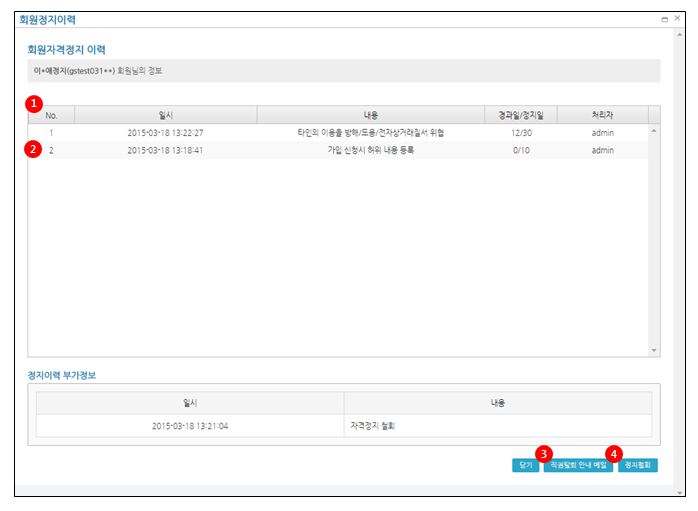 회원정지이력
회원자격정지 이력
이*애정지(gstest031**) 회원님의 정보
1
No. 일시 내용 경과일/정지일 처리자
1 2015-03-18 13:22:27 타인의 이용을 방해/도용/전자상거래질서 위협 12/30 admin
2 2 2015-03-18 13:18:41 가입 신청시 허위 내용 등록 0/10 admin
정지이력 부가정보
일시 내용
2015-03-18 13:21:04 자격정지 철회
3 4
닫기 직권탈퇴 안내 메일 정지철회